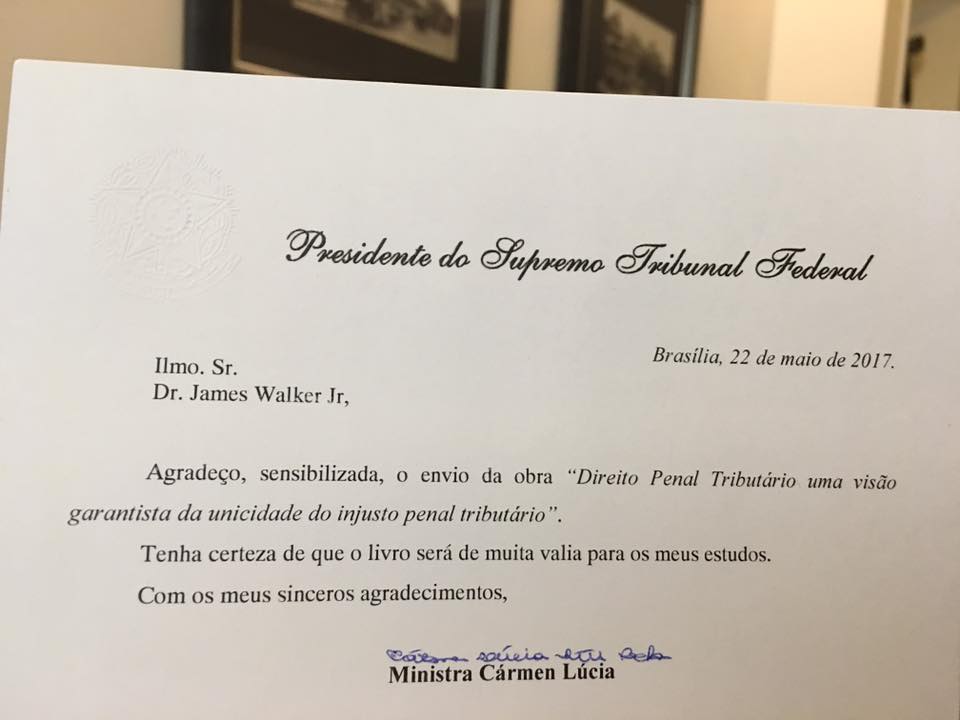 Presidente do Supremo Tribunal Federal
Brasília, 22 de maio de 2017.
Ilmo. Sr.
Dr. James Walker Jr,
Agradeço, sensibilizada, o envio da obra “Direito Penal Tributário uma visão
garantista da unicidade do injusto penal tributário”.
Tenha certeza de que o livro será de muita valia para os meus estudos.
Com os meus sinceros agradecimentos,
Ministra Cármen Lúcia